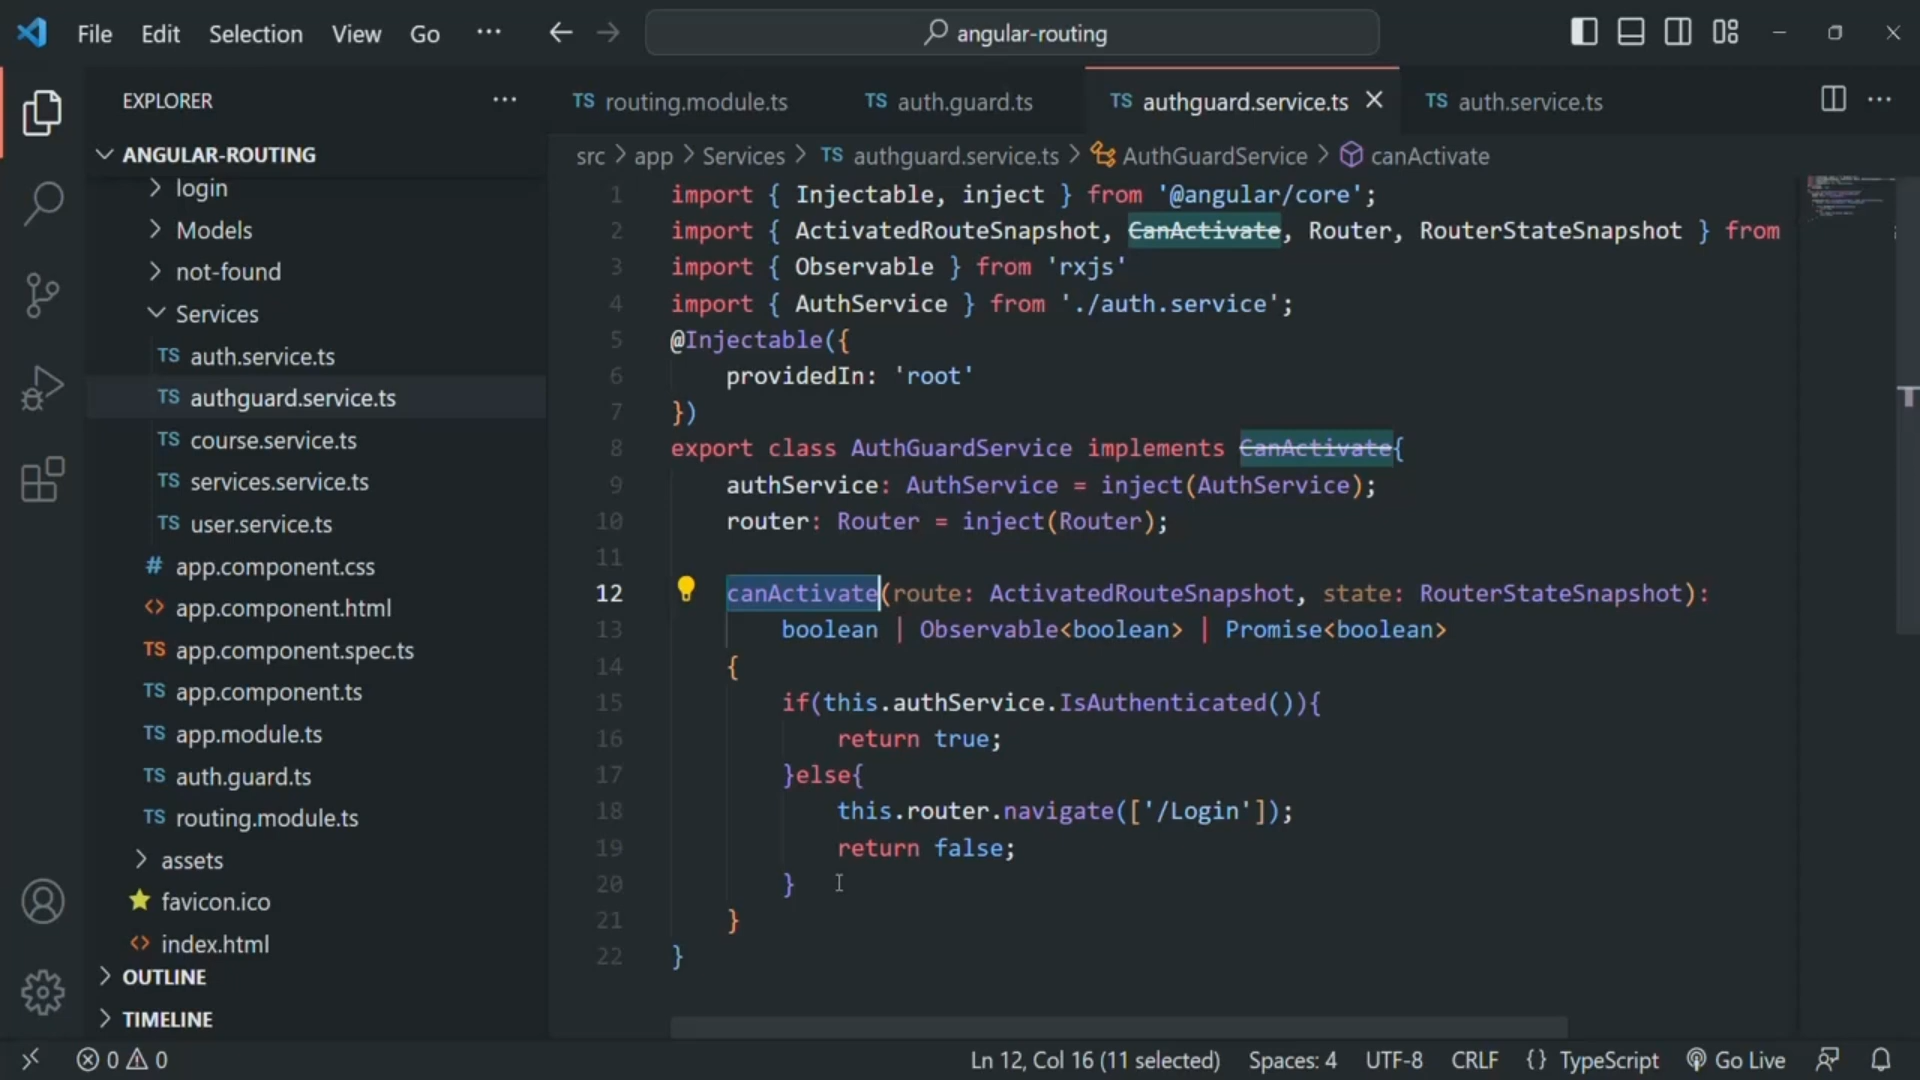 File Edit Selection View Go ··· angular-routing
EXPLORER ···
ANGULAR-ROUTING
login
Models
not-found
Services
TS auth.service.ts
TS authguard.service.ts
TS course.service.ts
TS services.service.ts
TS user.service.ts
# app.component.css
<> app.component.html
TS app.component.spec.ts
TS app.component.ts
TS app.module.ts
TS auth.guard.ts
TS routing.module.ts
assets
favicon.ico
<> index.html
OUTLINE
TIMELINE
TS routing.module.ts TS auth.guard.ts TS authguard.service.ts TS auth.service.ts ···
src > app > Services > TS authguard.service.ts > AuthGuardService > canActivate
1 import { Injectable, inject } from '@angular/core';
2 import { ActivatedRouteSnapshot, CanActivate, Router, RouterStateSnapshot } from
3 import { Observable } from 'rxjs'
4 import { AuthService } from './auth.service';
5 @Injectable({
6 providedIn: 'root'
7 })
8 export class AuthGuardService implements CanActivate{
9 authService: AuthService = inject(AuthService);
10 router: Router = inject(Router);
11
12 canActivate(route: ActivatedRouteSnapshot, state: RouterStateSnapshot):
13 boolean | Observable<boolean> | Promise<boolean>
14 {
15 if(this.authService.IsAuthenticated()){
16 return true;
17 }else{
18 this.router.navigate(['/Login']);
19 return false;
20 }
21 }
22 }
0 0 Ln 12, Col 16 (11 selected) Spaces: 4 UTF-8 CRLF {} TypeScript Go Live